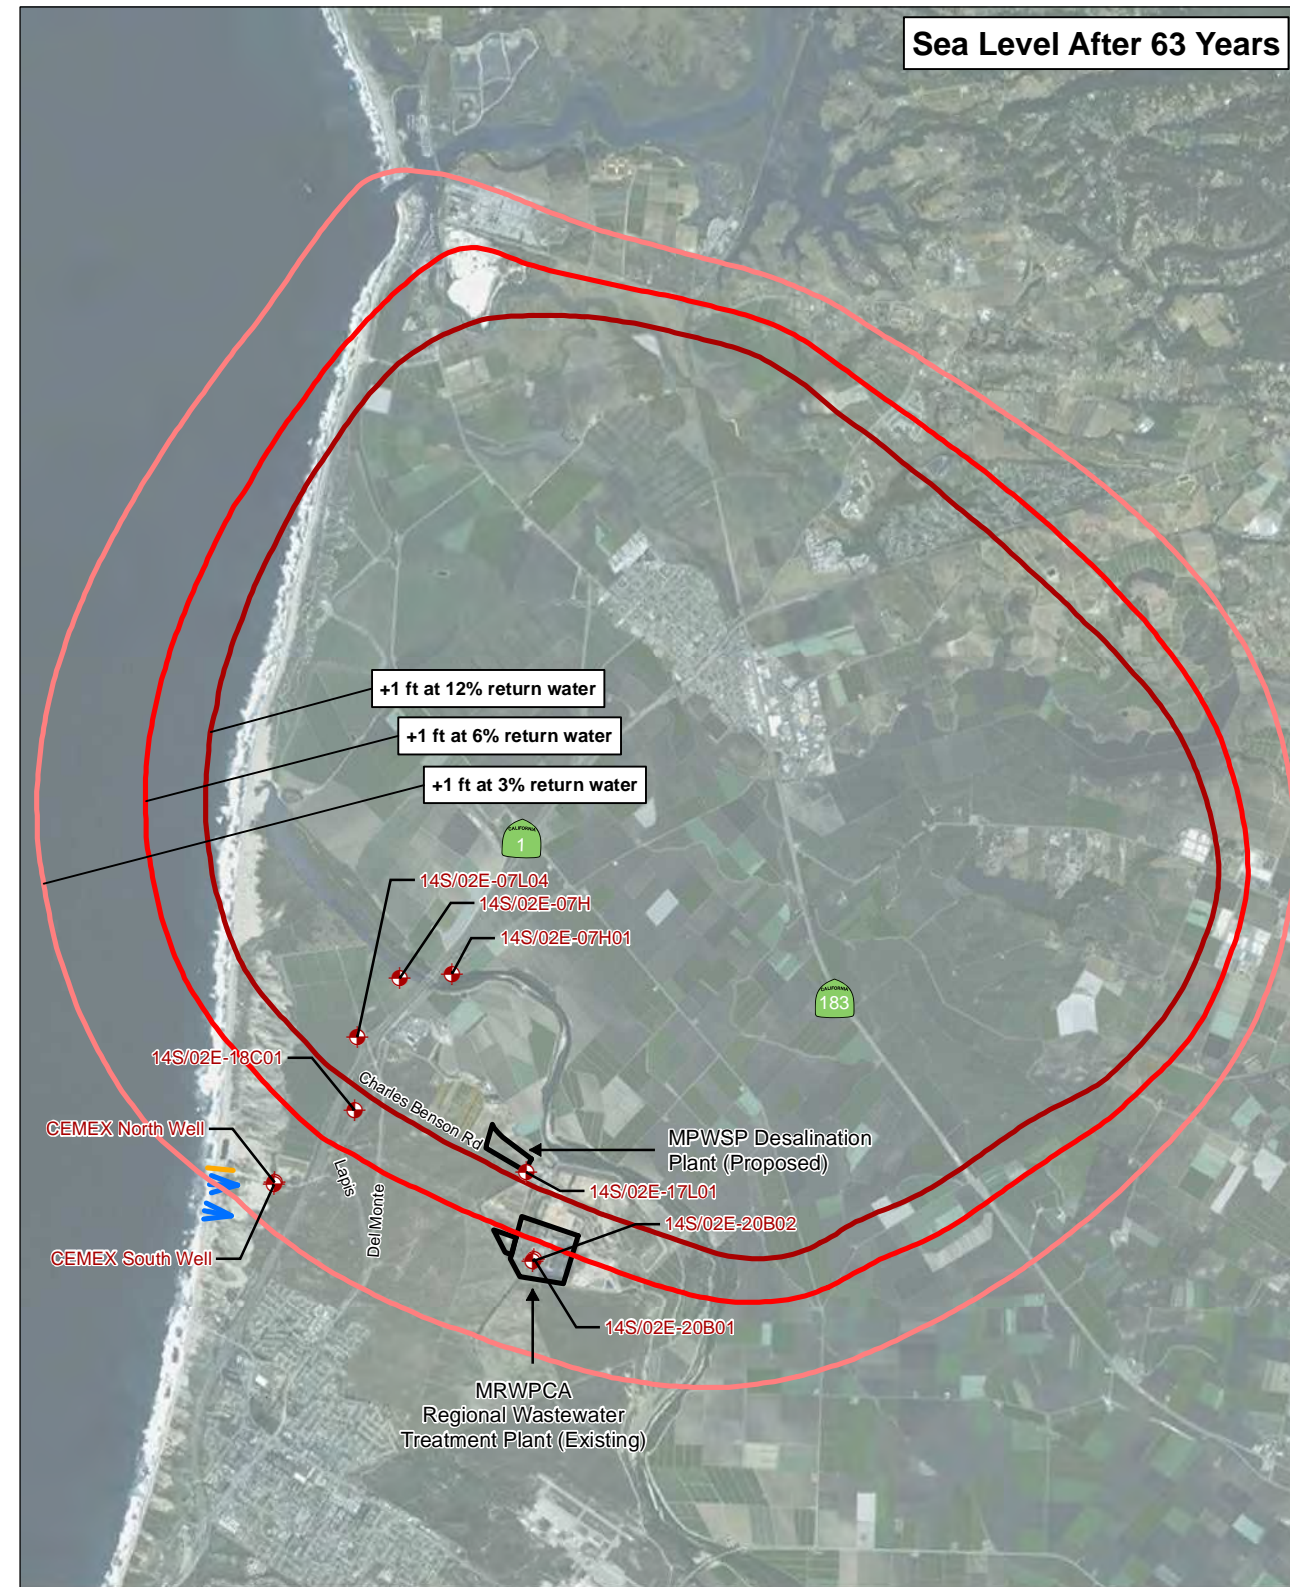 Sea Level After 63 Years
+1 ft at 12% return water
+1 ft at 6% return water
+1 ft at 3% return water
CALIFORNIA
1
14S/02E-07L04
14S/02E-07H
14S/02E-07H01
CALIFORNIA
183
14S/02E-18C01
Charles Benson Rd
CEMEX North Well
MPWSP Desalination
Plant (Proposed)
Lapis
Del Monte
14S/02E-17L01
14S/02E-20B02
CEMEX South Well
14S/02E-20B01
MRWPCA
Regional Wastewater
Treatment Plant (Existing)